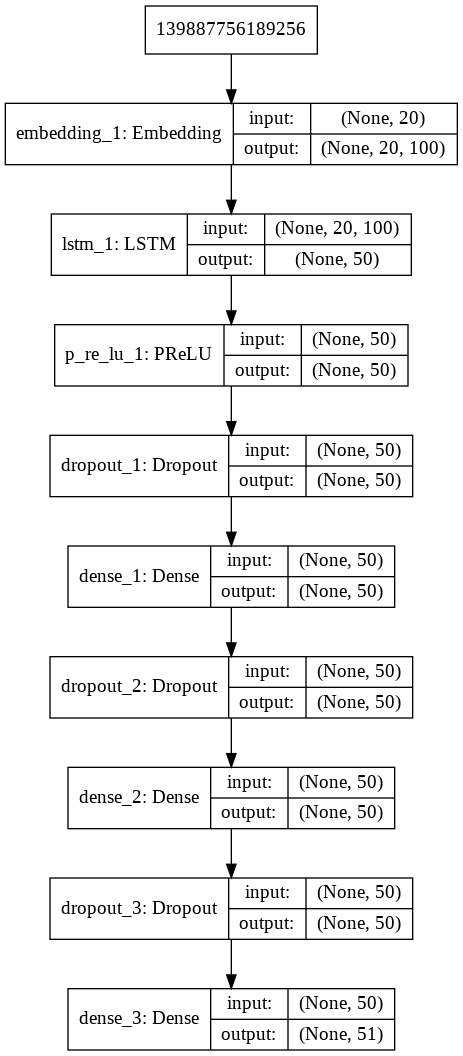 139887756189256
embedding_1: Embedding
input: (None, 20)
output: (None, 20, 100)
lstm_1: LSTM
input: (None, 20, 100)
output: (None, 50)
p_re_lu_1: PReLU
input: (None, 50)
output: (None, 50)
dropout_1: Dropout
input: (None, 50)
output: (None, 50)
dense_1: Dense
input: (None, 50)
output: (None, 50)
dropout_2: Dropout
input: (None, 50)
output: (None, 50)
dense_2: Dense
input: (None, 50)
output: (None, 50)
dropout_3: Dropout
input: (None, 50)
output: (None, 50)
dense_3: Dense
input: (None, 50)
output: (None, 51)